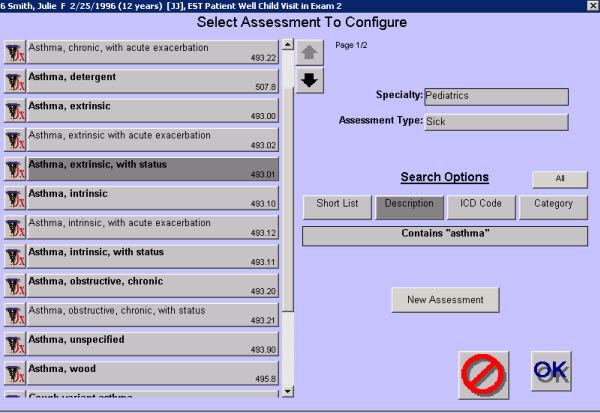 6 Smith, Julie F 2/25/1996 (12 years) [JJ], EST Patient Well Child Visit in Exam 2
Select Assessment To Configure
Asthma, chronic, with acute exacerbation
493.22
Asthma, detergent
507.8
Asthma, extrinsic
493.00
Asthma, extrinsic with acute exacerbation
493.02
Asthma, extrinsic, with status
493.01
Asthma, intrinsic
493.10
Asthma, intrinsic, with acute exacerbation
493.12
Asthma, intrinsic, with status
493.11
Asthma, obstructive, chronic
493.20
Asthma, obstructive, chronic, with status
493.21
Asthma, unspecified
493.90
Asthma, wood
495.8
Cough variant asthma
Page 1/2
Specialty: Pediatrics
Assessment Type: Sick
Search Options
All
Short List Description ICD Code Category
Contains "asthma"
New Assessment
OK